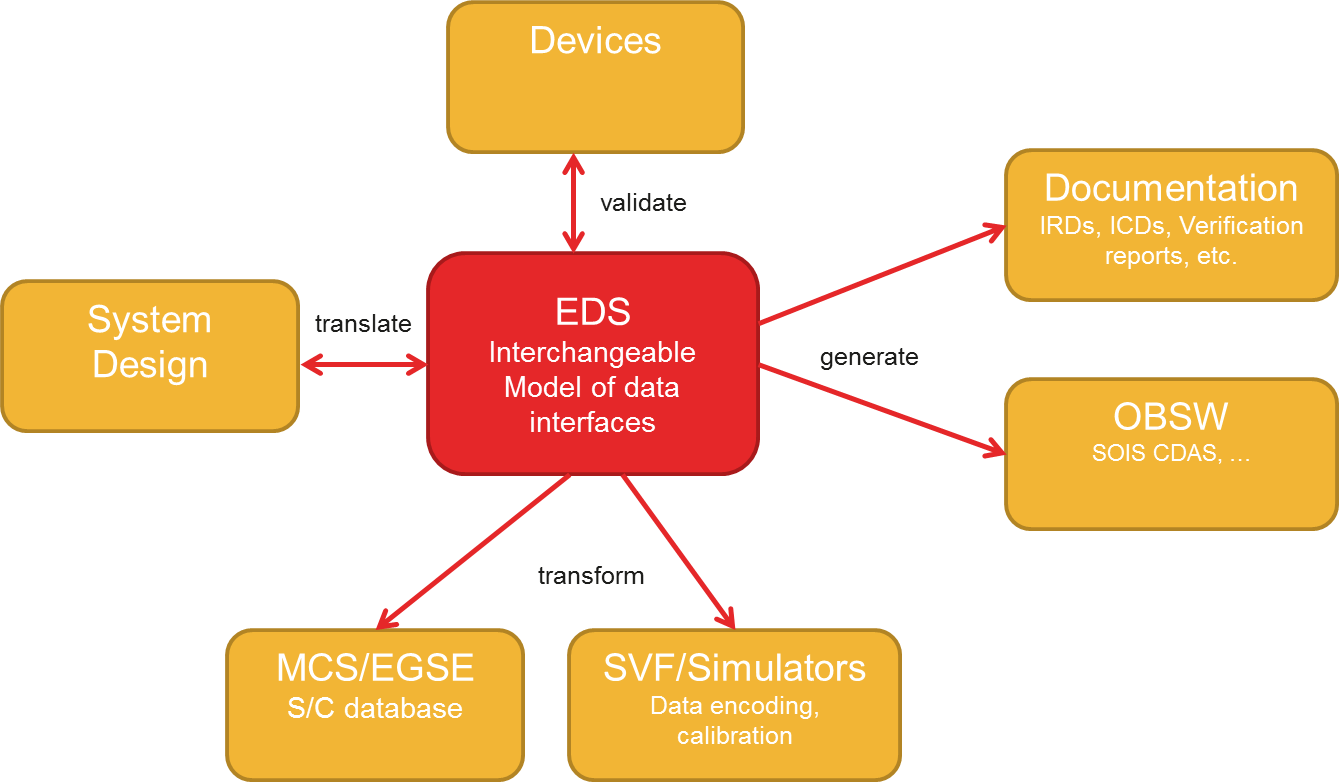 Devices
validate
Documentation
IRDs, ICDs, Verification
reports, etc.
System
Design
translate
EDS
Interchangeable
Model of data
interfaces
generate
OBSW
SOIS CDAS, …
transform
MCS/EGSE
S/C database
SVF/Simulators
Data encoding,
calibration